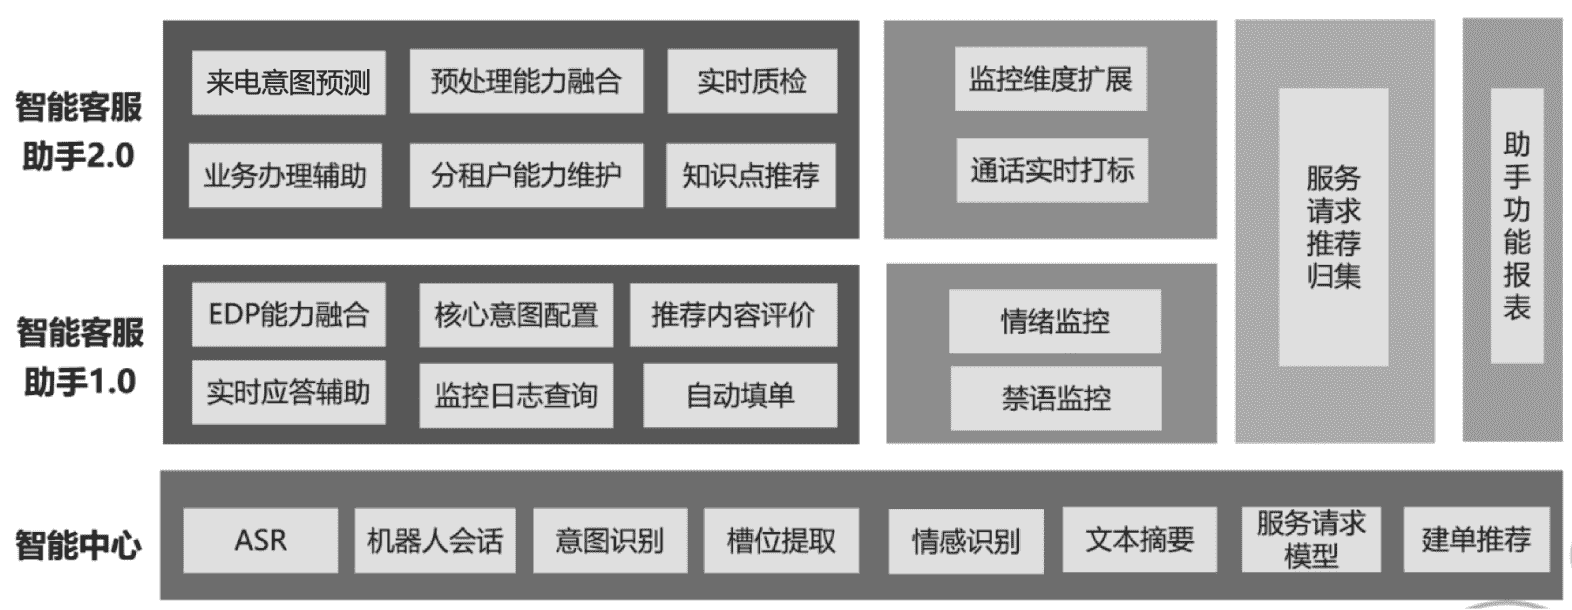 智能客服
助手2.0
来电意图预测
预处理能力融合
实时质检
业务办理辅助
分租户能力维护
知识点推荐
监控维度扩展
通话实时打标
服务
请求
推荐
归集
助
手
功
能
报
表
智能客服
助手1.0
EDP能力融合
核心意图配置
推荐内容评价
实时应答辅助
监控日志查询
自动填单
情绪监控
禁语监控
智能中心
ASR
机器人会话
意图识别
槽位提取
情感识别
文本摘要
服务请求
模型
建单推荐